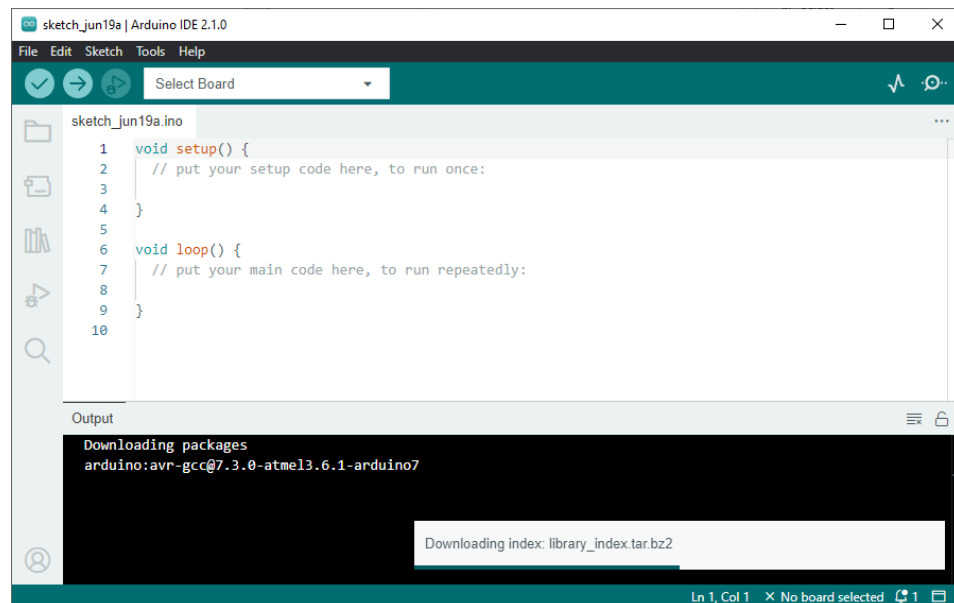 sketch_jun19a | Arduino IDE 2.1.0
File Edit Sketch Tools Help
Select Board
sketch_jun19a.ino
1 void setup() {
2 // put your setup code here, to run once:
3
4 }
5
6 void loop() {
7 // put your main code here, to run repeatedly:
8
9 }
10
Output
Downloading packages
arduino:avr-gcc@7.3.0-atmel3.6.1-arduino7
Downloading index: library_index.tar.bz2
Ln 1, Col 1 × No board selected 1